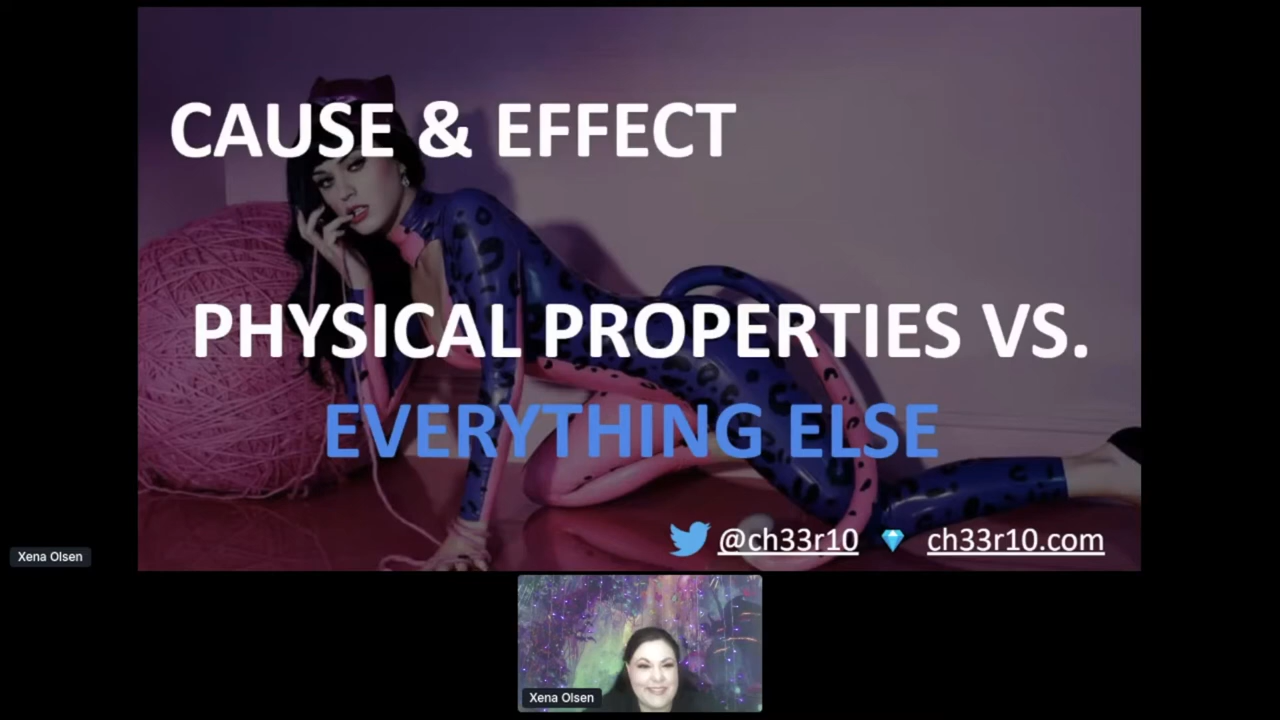 CAUSE & EFFECT
PHYSICAL PROPERTIES VS.
EVERYTHING ELSE
@ch33r10 ch33r10.com
Xena Olsen
Xena Olsen